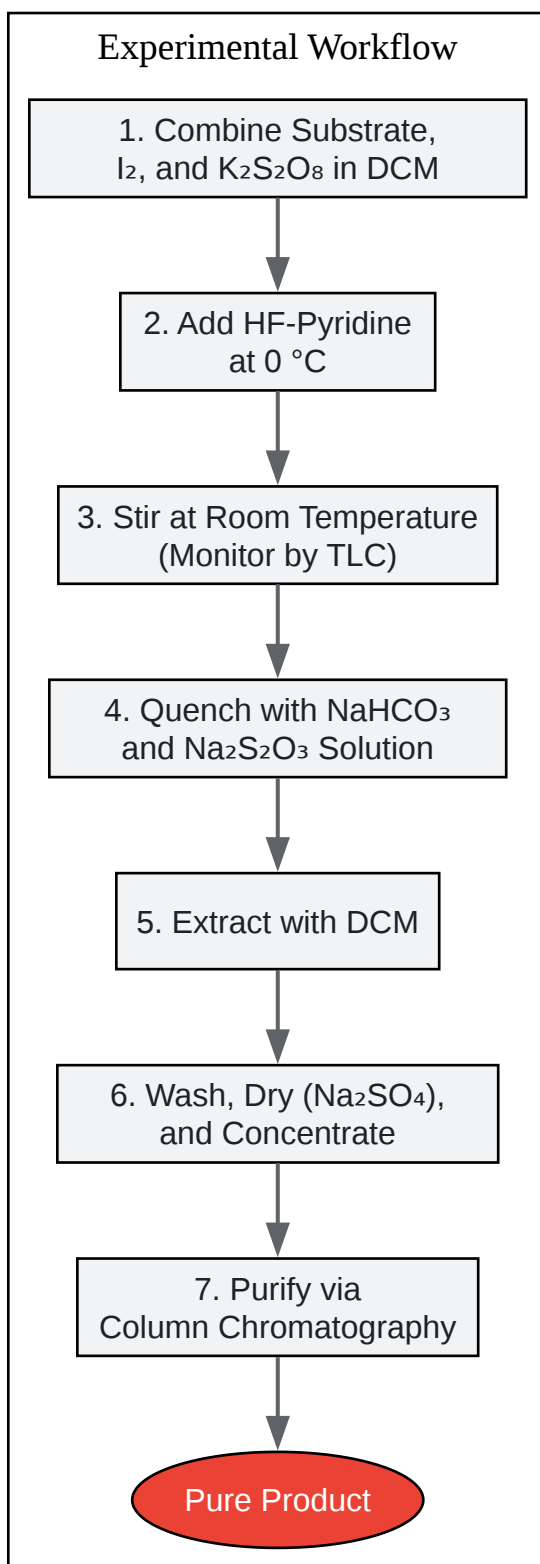 Experimental Workflow
1. Combine Substrate,
I₂, and K₂S₂O₈ in DCM
2. Add HF-Pyridine
at 0 °C
3. Stir at Room Temperature
(Monitor by TLC)
4. Quench with NaHCO₃
and Na₂S₂O₃ Solution
5. Extract with DCM
6. Wash, Dry (Na₂SO₄),
and Concentrate
7. Purify via
Column Chromatography
Pure Product